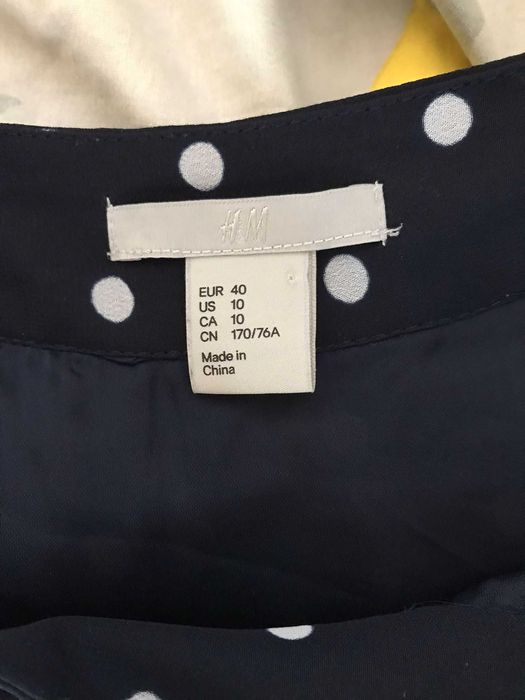 H&M
EUR 40
US 10
CA 10
CN 170/76A
Made in
China